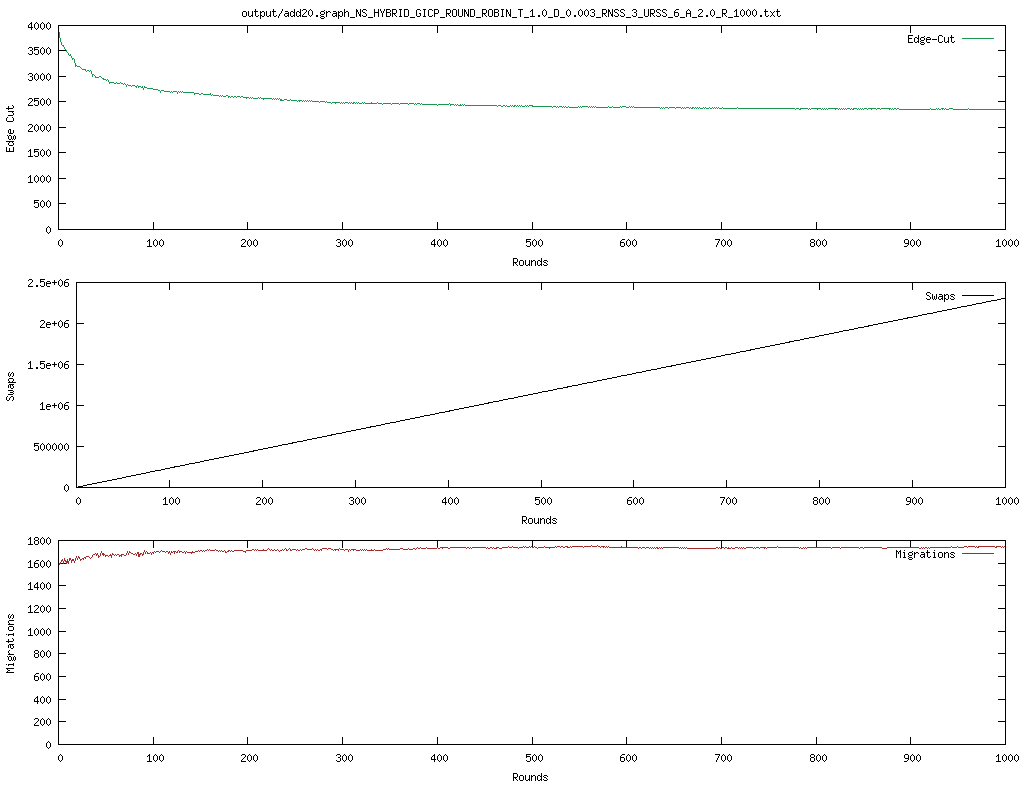 output/add20.graph_NS_HYBRID_GICP_ROUND_ROBIN_T_1.0_D_0.003_RNSS_3_URSS_6_A_2.0_R_1000.txt
Edge-Cut
4000
3500
3000
2500
2000
1500
1000
500
0
Edge Cut
0 100 200 300 400 500 600 700 800 900 1000
Rounds
Swaps
2.5e+06
2e+06
1.5e+06
1e+06
500000
0
Swaps
0 100 200 300 400 500 600 700 800 900 1000
Rounds
Migrations
1800
1600
1400
1200
1000
800
600
400
200
0
Migrations
0 100 200 300 400 500 600 700 800 900 1000
Rounds